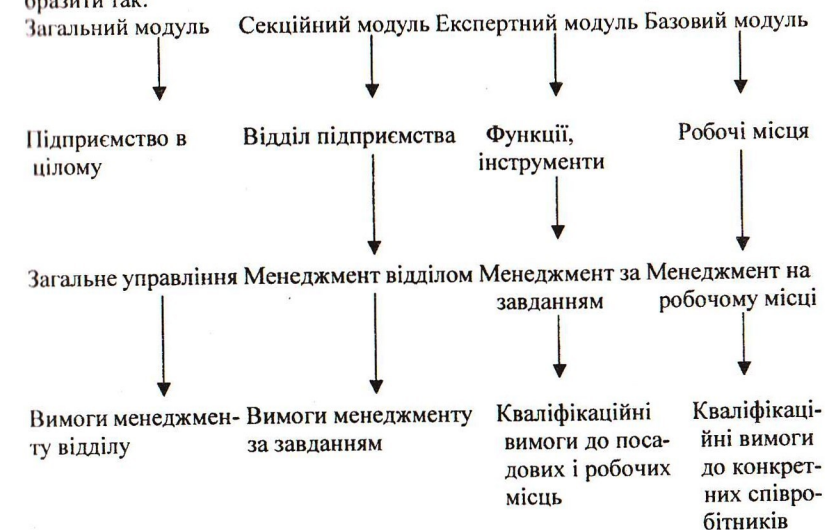 бразити так:
Загальний модуль Секційний модуль Експертний модуль Базовий модуль
Підприємство в
цілому
Відділ підприємства
Функції,
інструменти
Робочі місця
Загальне управління Менеджмент відділом Менеджмент за Менеджмент на
завданням робочому місці
Вимоги менеджмен-
ту відділу
Вимоги менеджменту
за завданням
Кваліфікаційні
вимоги до поса-
дових і робочих
місць
Кваліфікаці-
йні вимоги
до конкрет-
них співро-
бітників